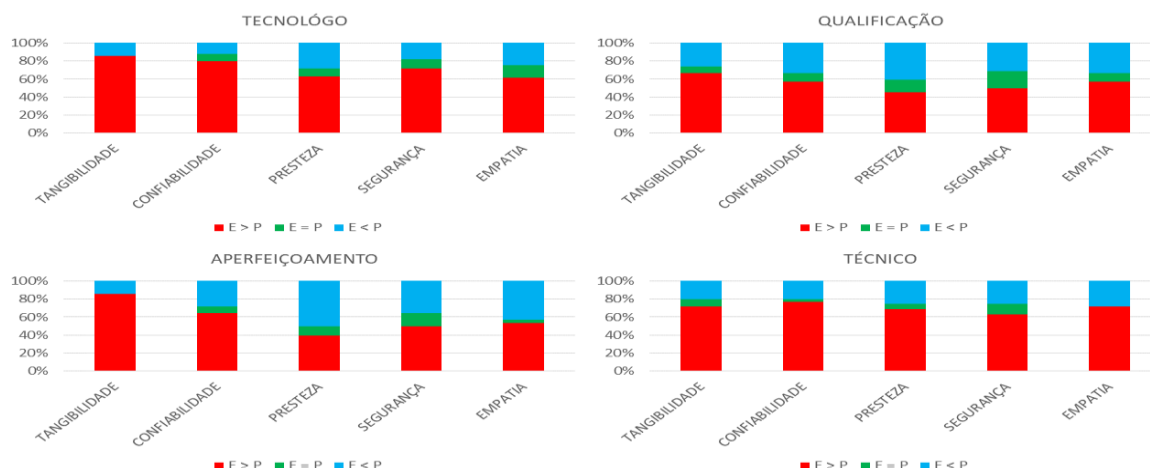 TECNOLÓGO
100%
80%
60%
40%
20%
0%
TANGIBILIDADE
CONFIABILIDADE
PRESTEZA
SEGURANÇA
EMPATIA
E > P E = P E < P
QUALIFICAÇÃO
100%
80%
60%
40%
20%
0%
TANGIBILIDADE
CONFIABILIDADE
PRESTEZA
SEGURANÇA
EMPATIA
E > P E = P E < P
APERFEIÇOAMENTO
100%
80%
60%
40%
20%
0%
TANGIBILIDADE
CONFIABILIDADE
PRESTEZA
SEGURANÇA
EMPATIA
E > P E = P E < P
TÉCNICO
100%
80%
60%
40%
20%
0%
TANGIBILIDADE
CONFIABILIDADE
PRESTEZA
SEGURANÇA
EMPATIA
E > P E = P E < P